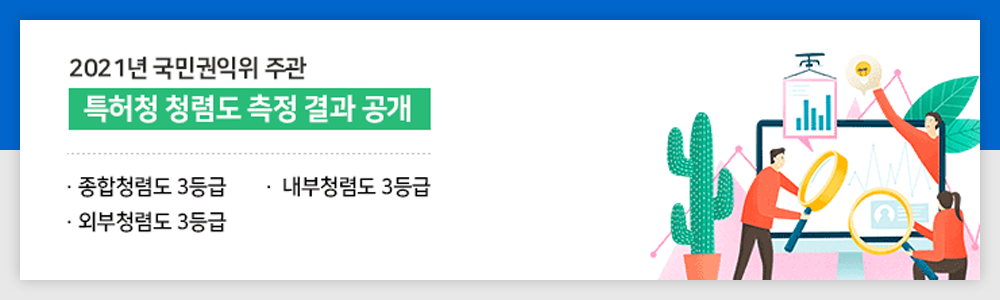 2021년 국민권익위 주관
특허청 청렴도 측정 결과 공개
· 종합청렴도 3등급 · 내부청렴도 3등급
· 외부청렴도 3등급